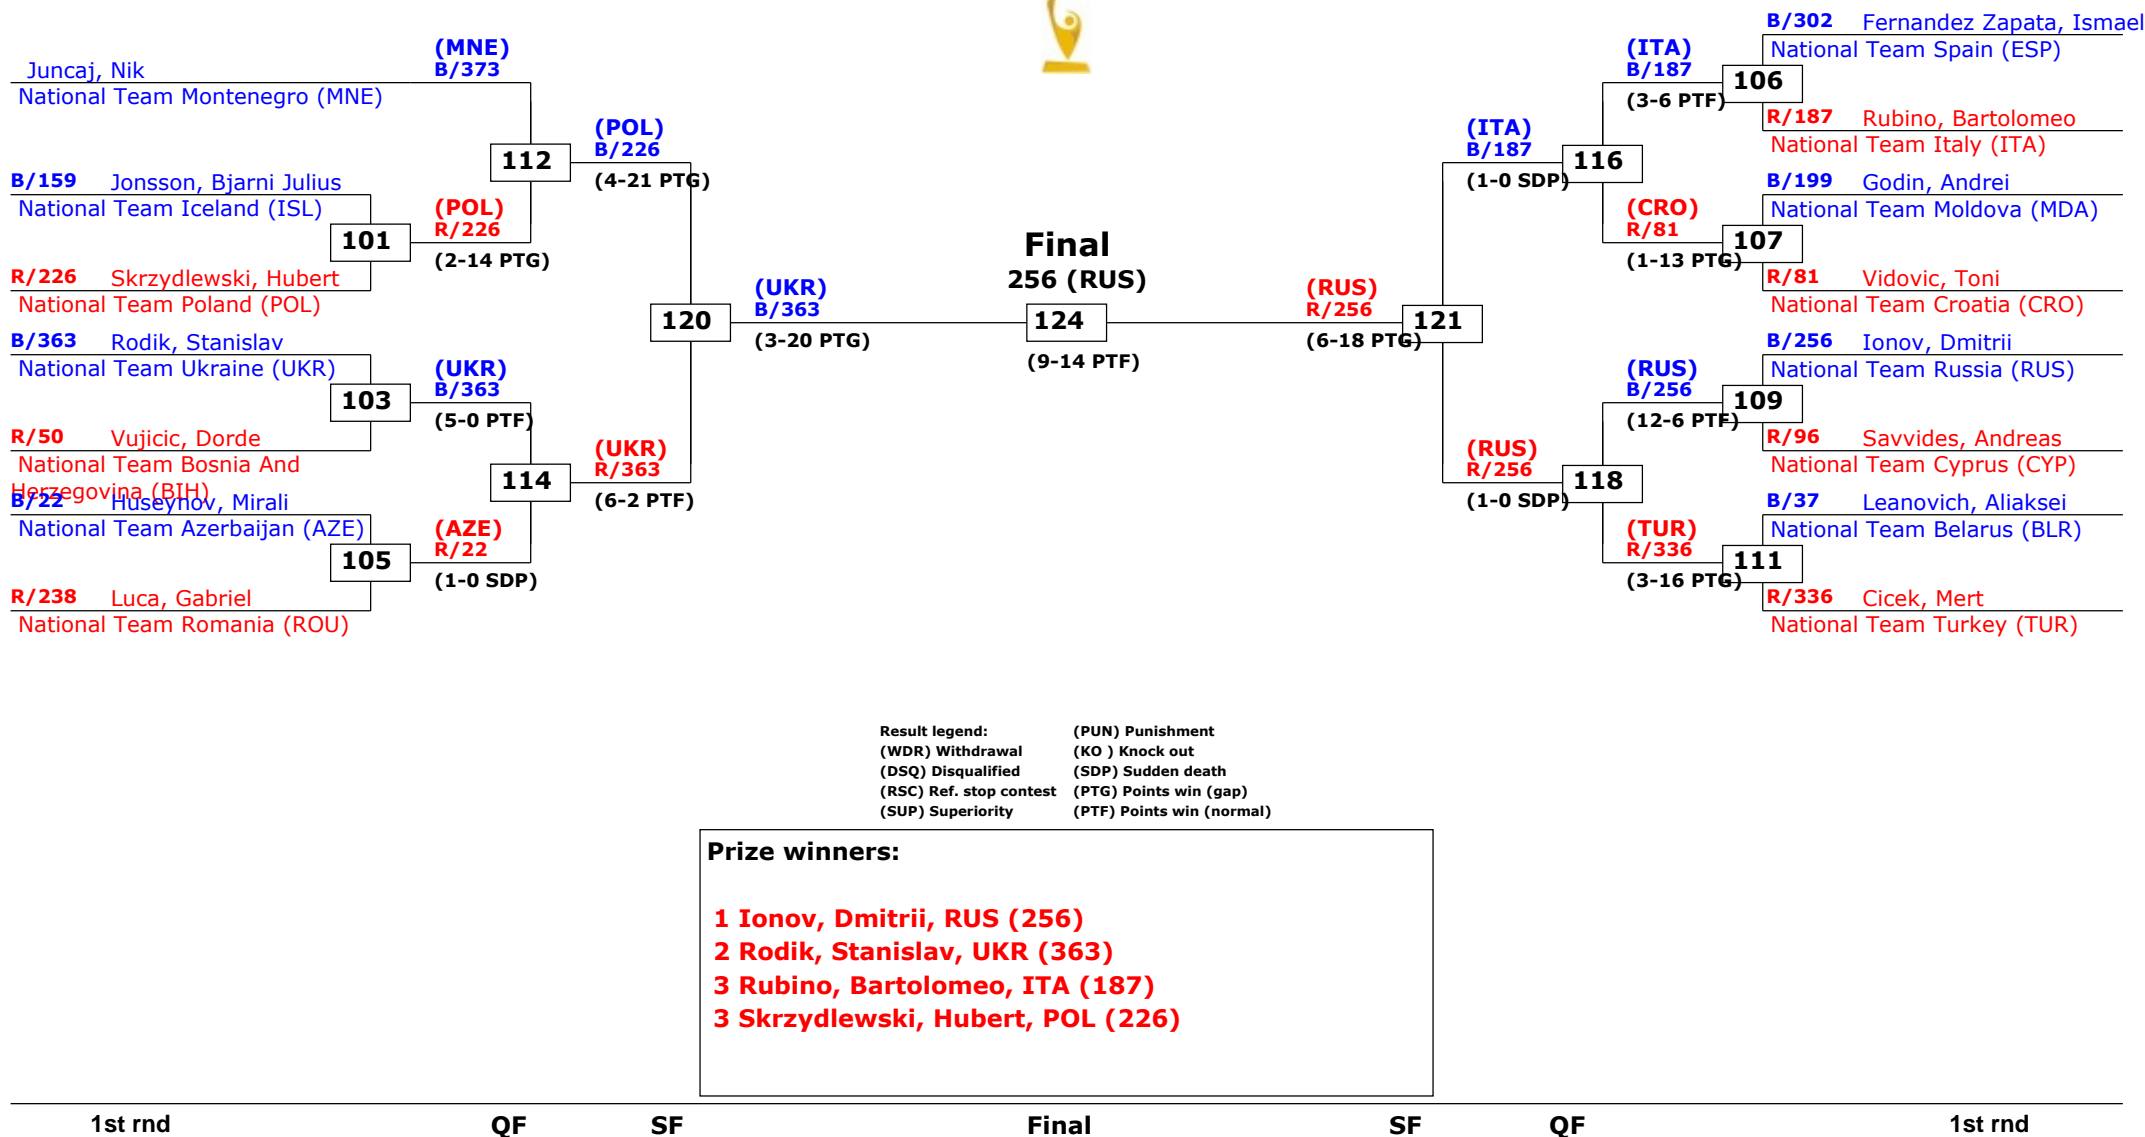 Juncaj, Nik
National Team Montenegro (MNE)
B/159 Jonsson, Bjarni Julius
National Team Iceland (ISL)
R/226 Skrzydlewski, Hubert
National Team Poland (POL)
B/363 Rodik, Stanislav
National Team Ukraine (UKR)
R/50 Vujicic, Dorde
National Team Bosnia And
Herzegovina (BIH)
B/22 Huseynov, Mirali
National Team Azerbaijan (AZE)
R/238 Luca, Gabriel
National Team Romania (ROU)
101
103
105
(MNE)
B/373
(POL)
R/226
(2-14 PTG)
(UKR)
B/363
(5-0 PTF)
(AZE)
R/22
(1-0 SDP)
112
114
(POL)
B/226
(4-21 PTG)
(UKR)
R/363
(6-2 PTF)
120
(UKR)
B/363
(3-20 PTG)
Final
256 (RUS)
124
(9-14 PTF)
(RUS)
R/256
(6-18 PTG)
121
(ITA)
B/187
(1-0 SDP)
(RUS)
R/256
(1-0 SDP)
116
118
(ITA)
B/187
(3-6 PTF)
(CRO)
R/81
(1-13 PTG)
(RUS)
B/256
(12-6 PTF)
(TUR)
R/336
(3-16 PTG)
106
107
109
111
B/302 Fernandez Zapata, Ismael
National Team Spain (ESP)
R/187 Rubino, Bartolomeo
National Team Italy (ITA)
B/199 Godin, Andrei
National Team Moldova (MDA)
R/81 Vidovic, Toni
National Team Croatia (CRO)
B/256 Ionov, Dmitrii
National Team Russia (RUS)
R/96 Savvides, Andreas
National Team Cyprus (CYP)
B/37 Leanovich, Aliaksei
National Team Belarus (BLR)
R/336 Cicek, Mert
National Team Turkey (TUR)
Result legend: (PUN) Punishment
(WDR) Withdrawal (KO ) Knock out
(DSQ) Disqualified (SDP) Sudden death
(RSC) Ref. stop contest (PTG) Points win (gap)
(SUP) Superiority (PTF) Points win (normal)
Prize winners:
1 Ionov, Dmitrii, RUS (256)
2 Rodik, Stanislav, UKR (363)
3 Rubino, Bartolomeo, ITA (187)
3 Skrzydlewski, Hubert, POL (226)
1st rnd QF SF Final SF QF 1st rnd